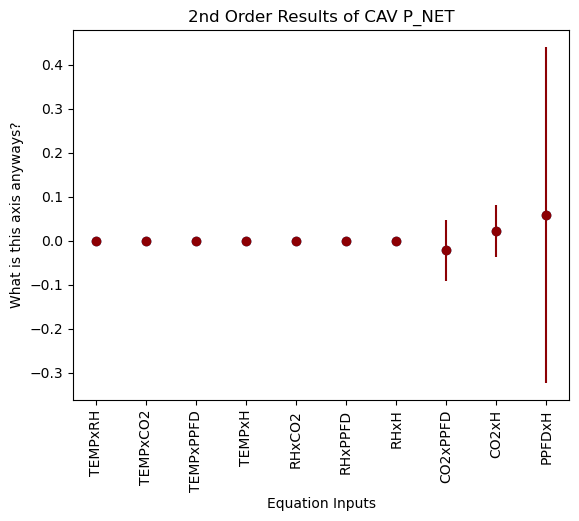 2nd Order Results of CAV P_NET
What is this axis anyways?
0.4
0.3
0.2
0.1
0.0
−0.1
−0.2
−0.3
TEMPxRH
TEMPxCO2
TEMPxPPFD
TEMPxH
RHxCO2
RHxPPFD
RHxH
CO2xPPFD
CO2xH
PPFDxH
Equation Inputs